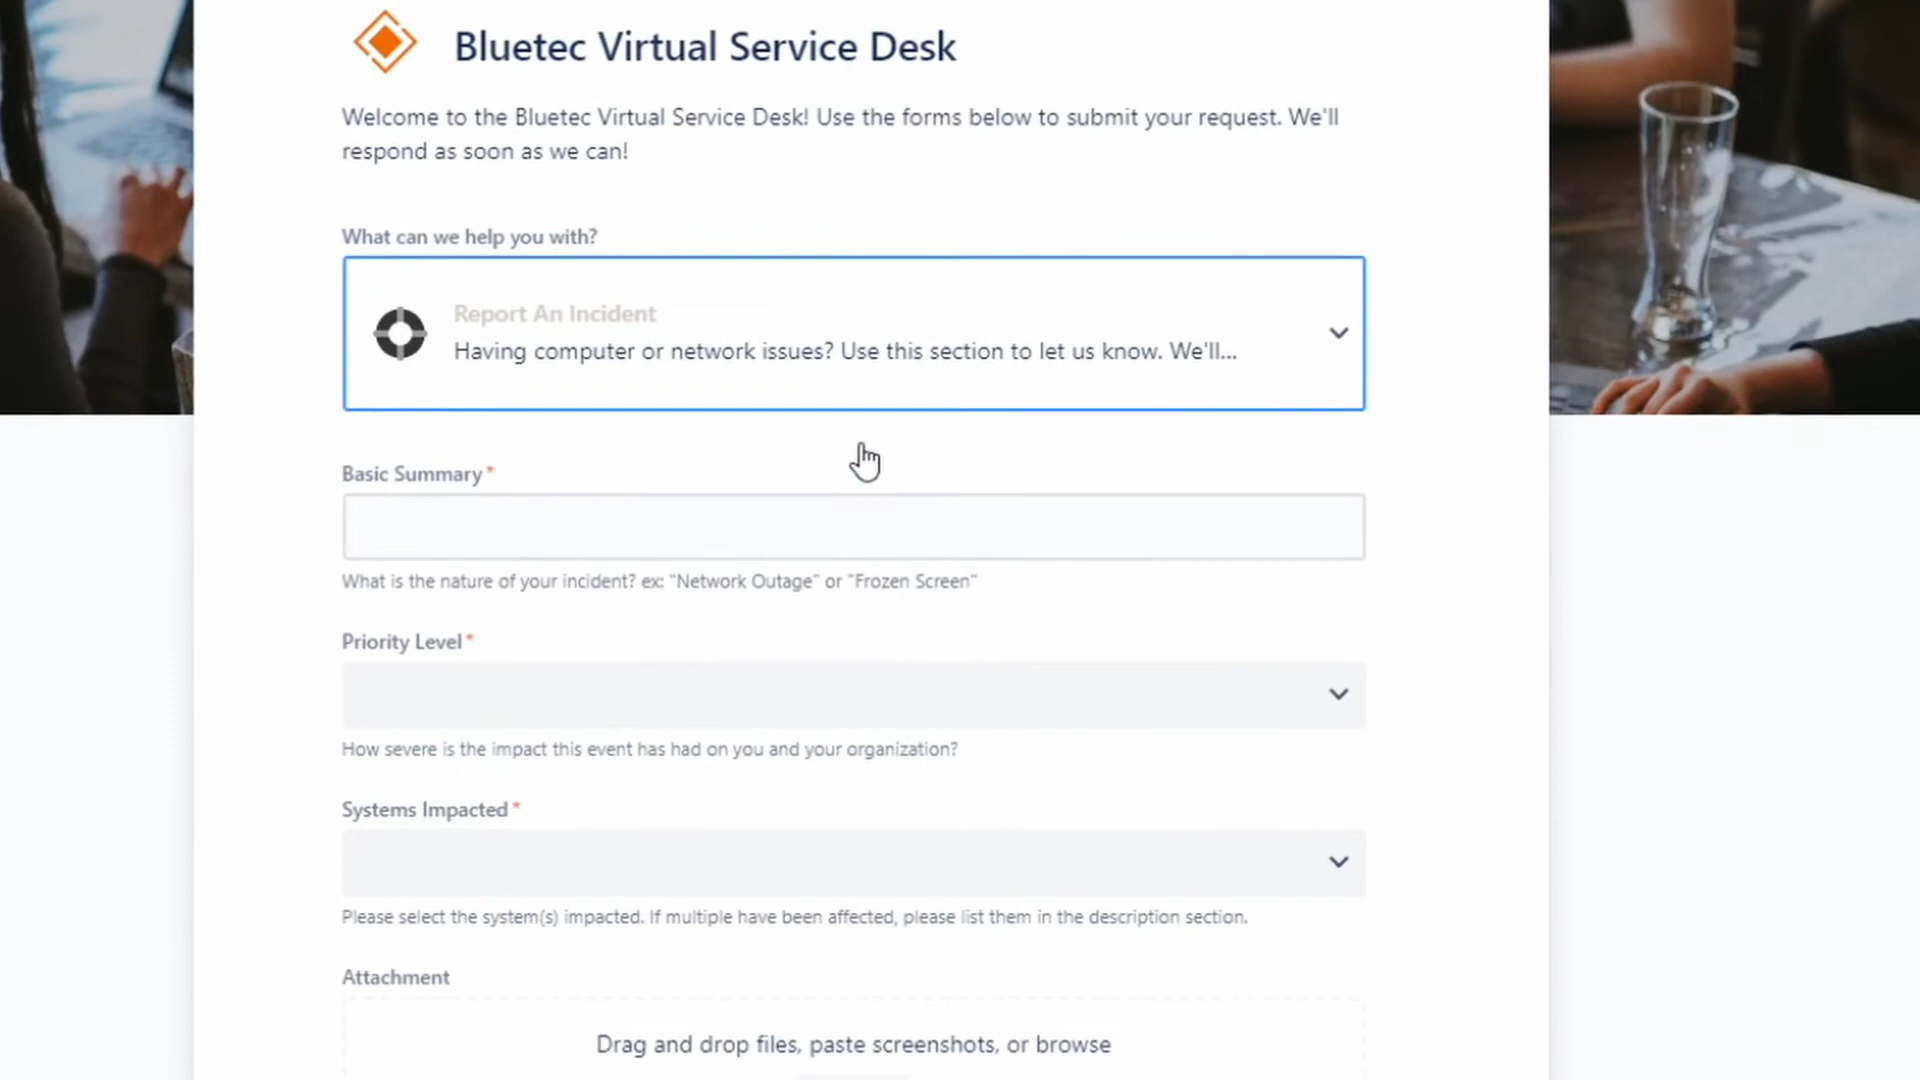 Bluetec Virtual Service Desk
Welcome to the Bluetec Virtual Service Desk! Use the forms below to submit your request. We'll
respond as soon as we can!
What can we help you with?
Report An Incident
Having computer or network issues? Use this section to let us know. We'll...
Basic Summary*
What is the nature of your incident? ex: "Network Outage" or "Frozen Screen"
Priority Level*
How severe is the impact this event has had on you and your organization?
Systems Impacted*
Please select the system(s) impacted. If multiple have been affected, please list them in the description section.
Attachment
Drag and drop files, paste screenshots, or browse